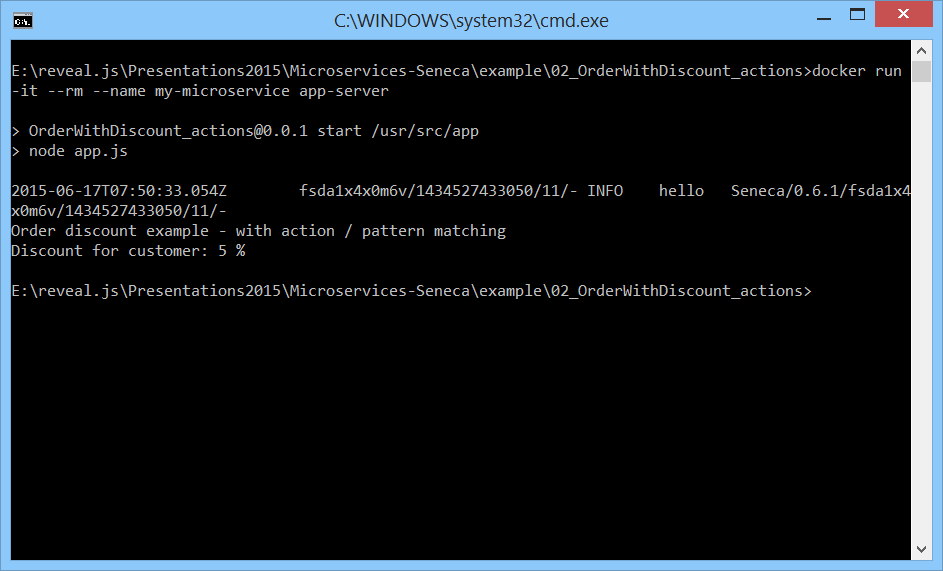 C:\WINDOWS\system32\cmd.exe
E:\reveal.js\Presentations2015\Microservices-Seneca\example\02_OrderWithDiscount_actions>docker run
-it --rm --name my-microservice app-server
> OrderWithDiscount_actions@0.0.1 start /usr/src/app
> node app.js
2015-06-17T07:50:33.054Z        fsda1x4x0m6v/1434527433050/11/- INFO    hello   Seneca/0.6.1/fsda1x4
x0m6v/1434527433050/11/-
Order discount example - with action / pattern matching
Discount for customer: 5 %
E:\reveal.js\Presentations2015\Microservices-Seneca\example\02_OrderWithDiscount_actions>